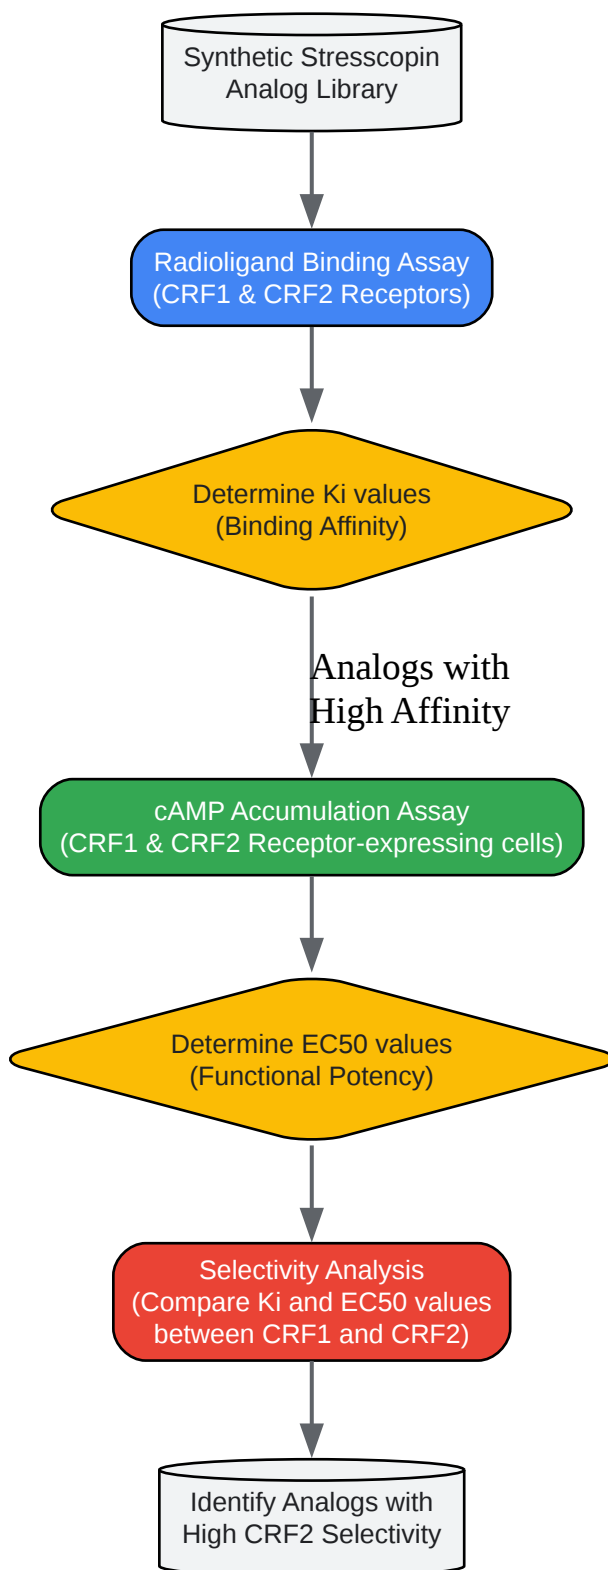 Synthetic Stresscopin
Analog Library
Radioligand Binding Assay
(CRF1 & CRF2 Receptors)
Determine Ki values
(Binding Affinity)
Analogs with
High Affinity
cAMP Accumulation Assay
(CRF1 & CRF2 Receptor-expressing cells)
Determine EC50 values
(Functional Potency)
Selectivity Analysis
(Compare Ki and EC50 values
between CRF1 and CRF2)
Identify Analogs with
High CRF2 Selectivity